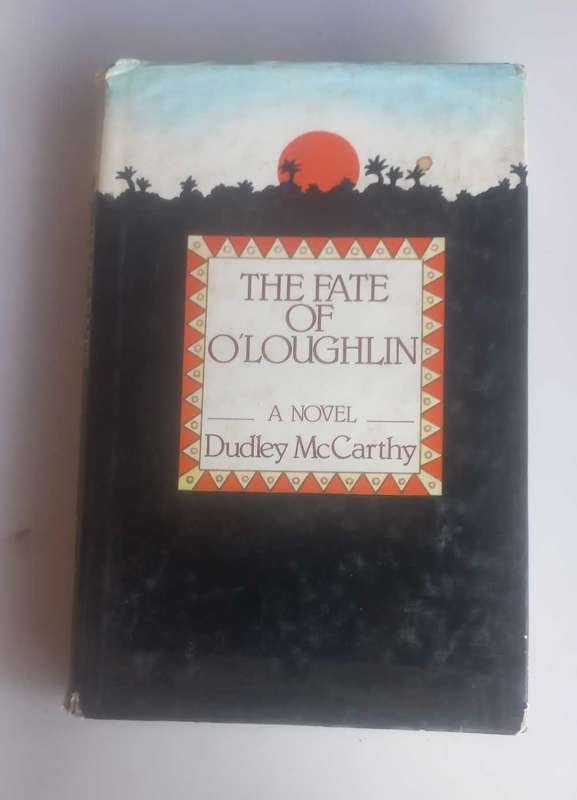 THE FATE
OF
O'LOUGHLIN
A NOVEL
Dudley McCarthy